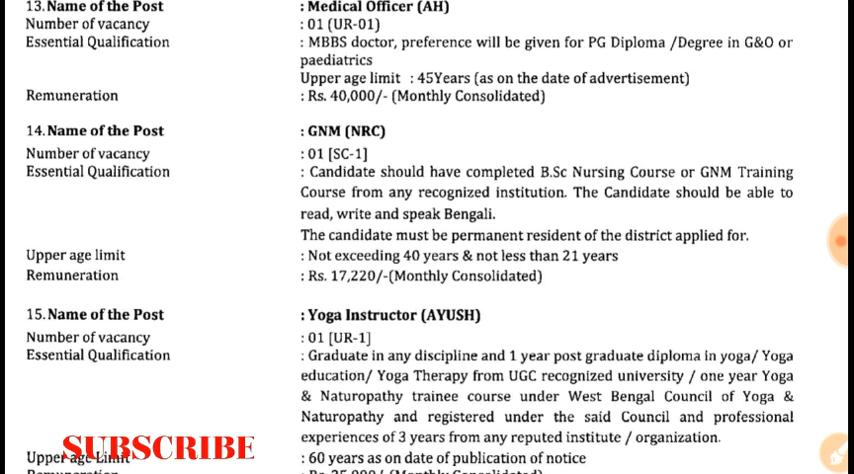 13. Name of the Post : Medical Officer (AH)
Number of vacancy : 01 (UR-01)
Essential Qualification : MBBS doctor, preference will be given for PG Diploma /Degree in G&O or
paediatrics
Upper age limit : 45Years (as on the date of advertisement)
Remuneration : Rs. 40,000/- (Monthly Consolidated)
14. Name of the Post : GNM (NRC)
Number of vacancy : 01 [SC-1]
Essential Qualification : Candidate should have completed B.Sc Nursing Course or GNM Training
Course from any recognized institution. The Candidate should be able to
read, write and speak Bengali.
The candidate must be permanent resident of the district applied for.
Upper age limit : Not exceeding 40 years & not less than 21 years
Remuneration : Rs. 17,220/-(Monthly Consolidated)
15. Name of the Post : Yoga Instructor (AYUSH)
Number of vacancy : 01 [UR-1]
Essential Qualification : Graduate in any discipline and 1 year post graduate diploma in yoga/ Yoga
education/ Yoga Therapy from UGC recognized university / one year Yoga
& Naturopathy trainee course under West Bengal Council of Yoga &
Naturopathy and registered under the said Council and professional
experiences of 3 years from any reputed institute / organization.
Upper age Limit : 60 years as on date of publication of notice
SUBSCRIBE